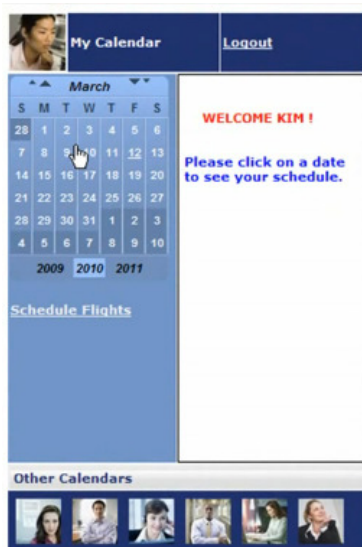 My Calendar
Logout
March
S M T W T F S
28 1 2 3 4 5 6
7 8 9 10 11 12 13
14 15 16 17 18 19 20
21 22 23 24 25 26 27
28 29 30 31 1 2 3
4 5 6 7 8 9 10
2009 2010 2011
Schedule Flights
WELCOME KIM !
Please click on a date
to see your schedule.
Other Calendars